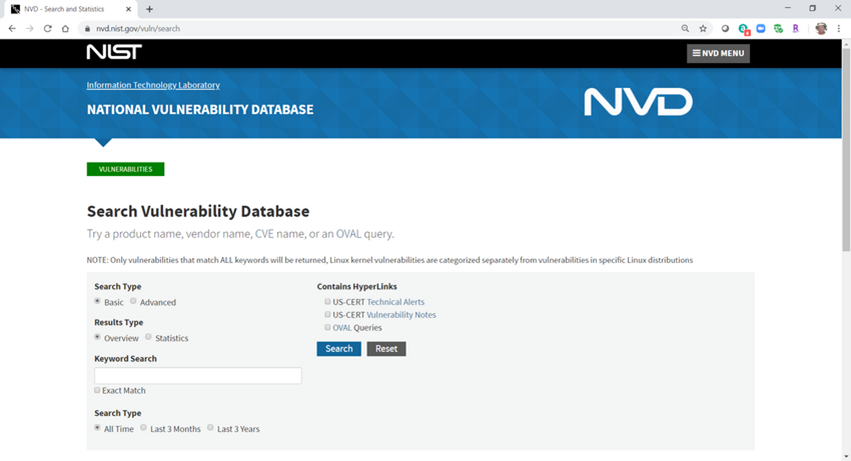 NVD - Search and Statistics
nvd.nist.gov/vuln/search
NIST
NVD MENU
Information Technology Laboratory
NATIONAL VULNERABILITY DATABASE
NVD
VULNERABILITIES
Search Vulnerability Database
Try a product name, vendor name, CVE name, or an OVAL query.
NOTE: Only vulnerabilities that match ALL keywords will be returned, Linux kernel vulnerabilities are categorized separately from vulnerabilities in specific Linux distributions
Search Type
Basic Advanced
Results Type
Overview Statistics
Keyword Search
Exact Match
Search Type
All Time Last 3 Months Last 3 Years
Contains HyperLinks
US-CERT Technical Alerts
US-CERT Vulnerability Notes
OVAL Queries
Search Reset